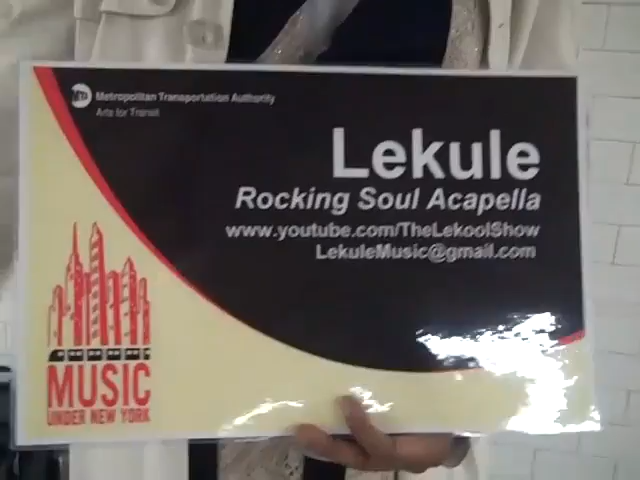 MTA Metropolitan Transportation Authority
Arts for Transit
Lekule
Rocking Soul Acapella
www.youtube.com/TheLekoolShow
LekuleMusic@gmail.com
MUSIC
UNDER NEW YORK